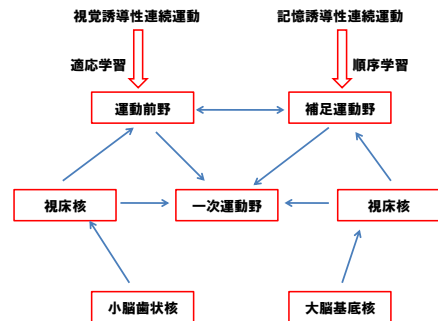 視覚誘導性連続運動
記憶誘導性連続運動
適応学習
順序学習
運動前野
補足運動野
視床核
一次運動野
視床核
小脳歯状核
大脳基底核